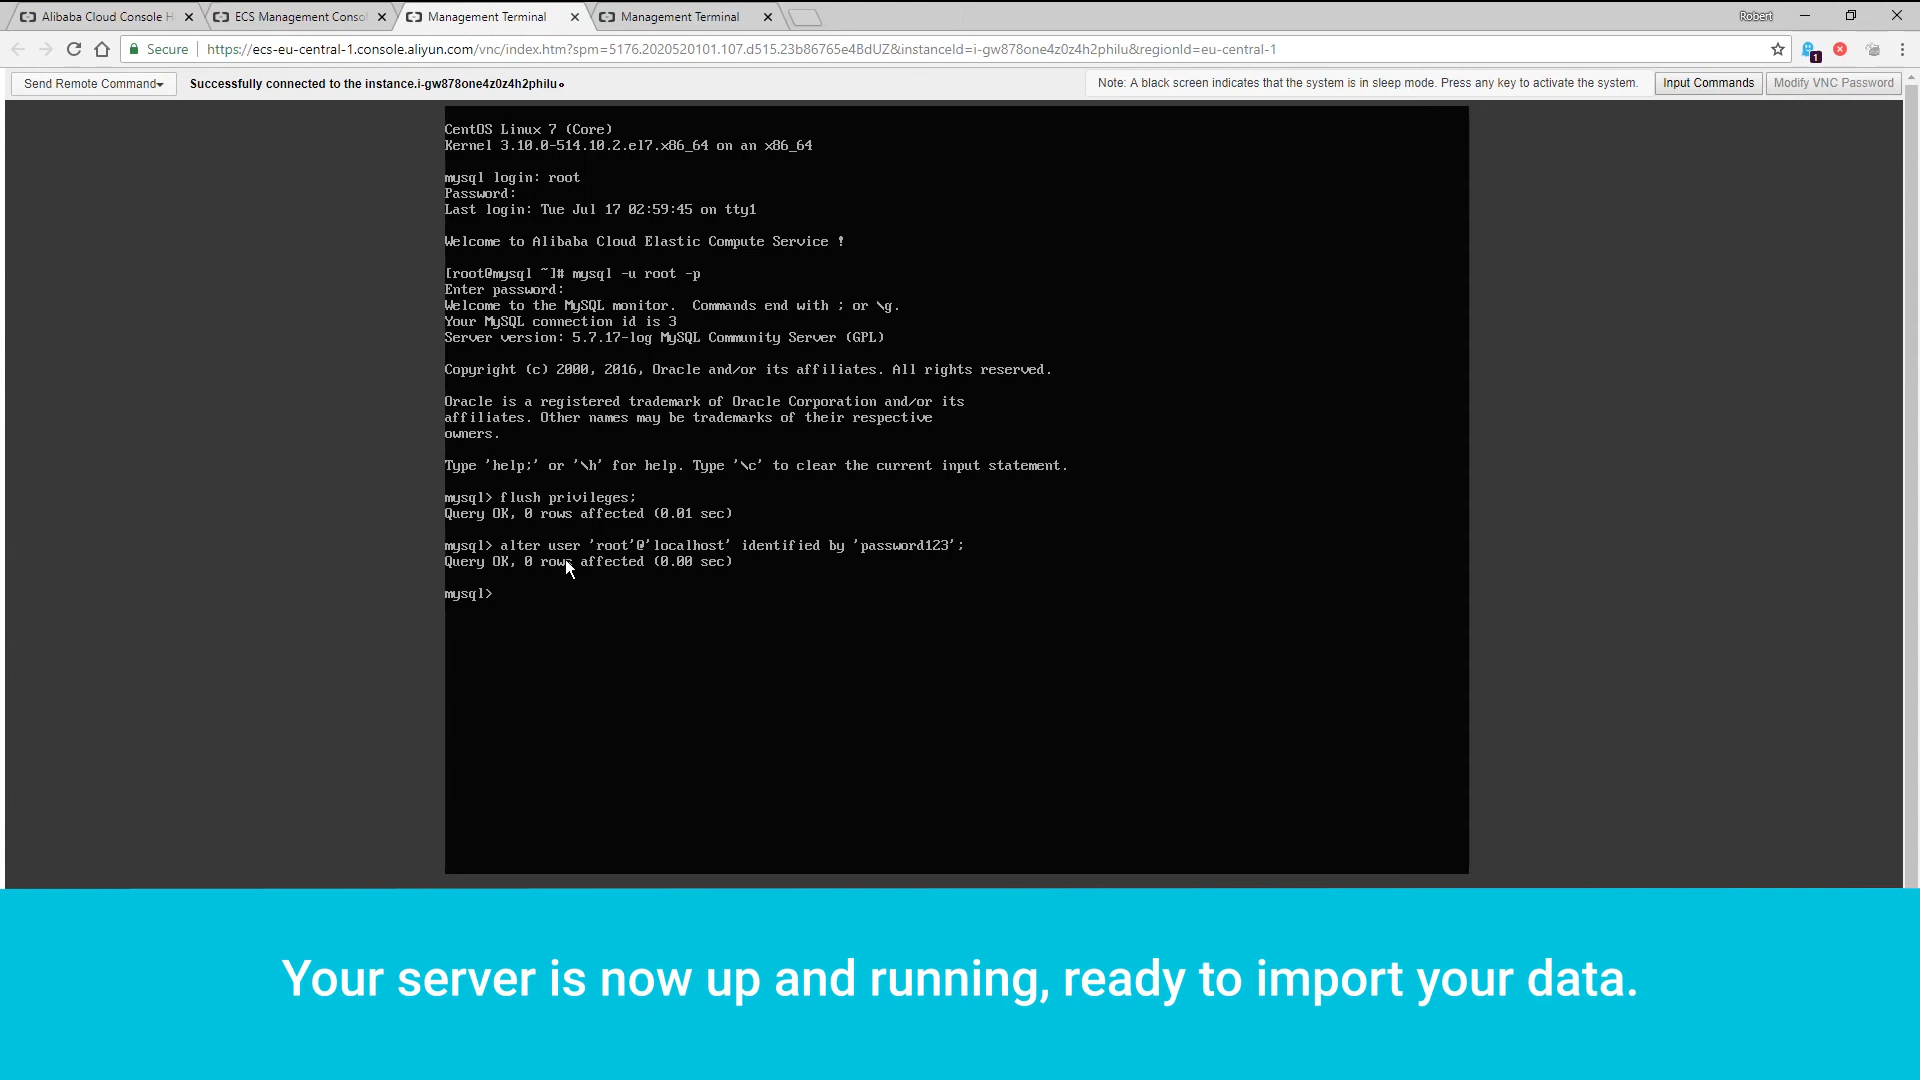 Alibaba Cloud Console H
ECS Management Conso
Management Terminal
Management Terminal
Robert
Secure
https://ecs-eu-central-1.console.aliyun.com/vnc/index.htm?spm=5176.2020520101.107.d515.23b86765e4BdUZ&instanceId=i-gw878one4z0z4h2philu&regionId=eu-central-1
1
Send Remote Command
Successfully connected to the instance.i-gw878one4z0z4h2philu。
Note: A black screen indicates that the system is in sleep mode. Press any key to activate the system.
Input Commands
Modify VNC Password
CentOS Linux 7 (Core)
Kernel 3.10.0-514.10.2.el7.x86_64 on an x86_64
mysql login: root
Password:
Last login: Tue Jul 17 02:59:45 on tty1
Welcome to Alibaba Cloud Elastic Compute Service !
[root@mysql ~]# mysql -u root -p
Enter password:
Welcome to the MySQL monitor.  Commands end with ; or \g.
Your MySQL connection id is 3
Server version: 5.7.17-log MySQL Community Server (GPL)
Copyright (c) 2000, 2016, Oracle and/or its affiliates. All rights reserved.
Oracle is a registered trademark of Oracle Corporation and/or its
affiliates. Other names may be trademarks of their respective
owners.
Type 'help;' or '\h' for help. Type '\c' to clear the current input statement.
mysql> flush privileges;
Query OK, 0 rows affected (0.01 sec)
mysql> alter user 'root'@'localhost' identified by 'password123';
Query OK, 0 rows affected (0.00 sec)
mysql>
Your server is now up and running, ready to import your data.